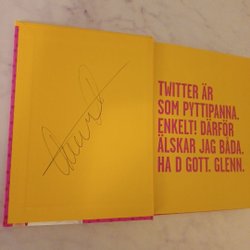 TWITTER ÄR
SOM PYTTIPANNA.
ENKELT! DÄRFÖR
ÄLSKAR JAG BÅDA.
HA D GOTT. GLENN.